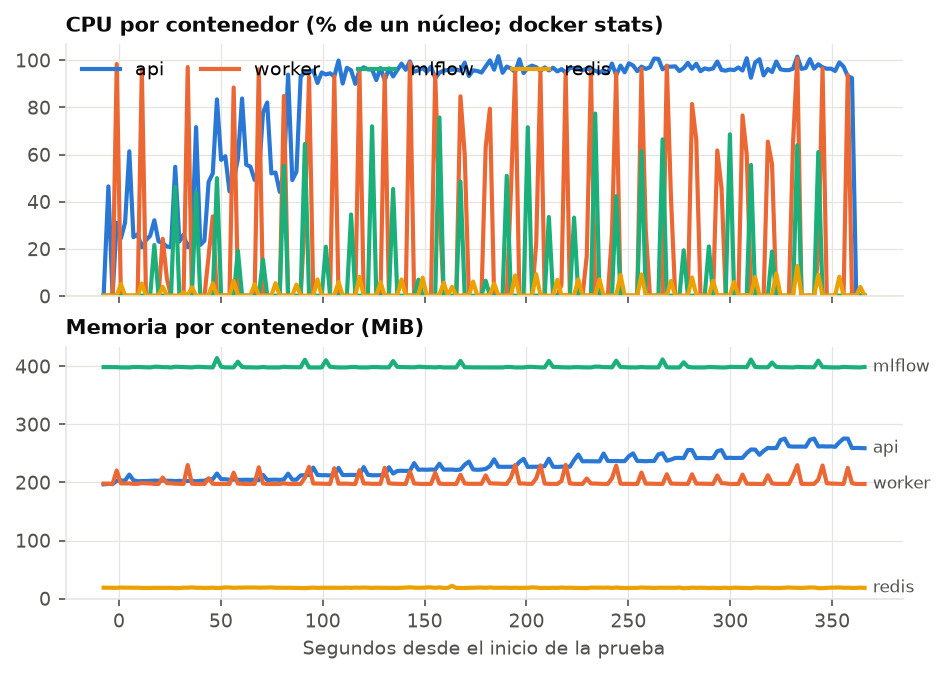 CPU por contenedor (% de un núcleo; docker stats)
api worker mlflow redis
100
80
60
40
20
0
Memoria por contenedor (MiB)
400
300
200
100
0
mlflow
api
worker
redis
0 50 100 150 200 250 300 350
Segundos desde el inicio de la prueba